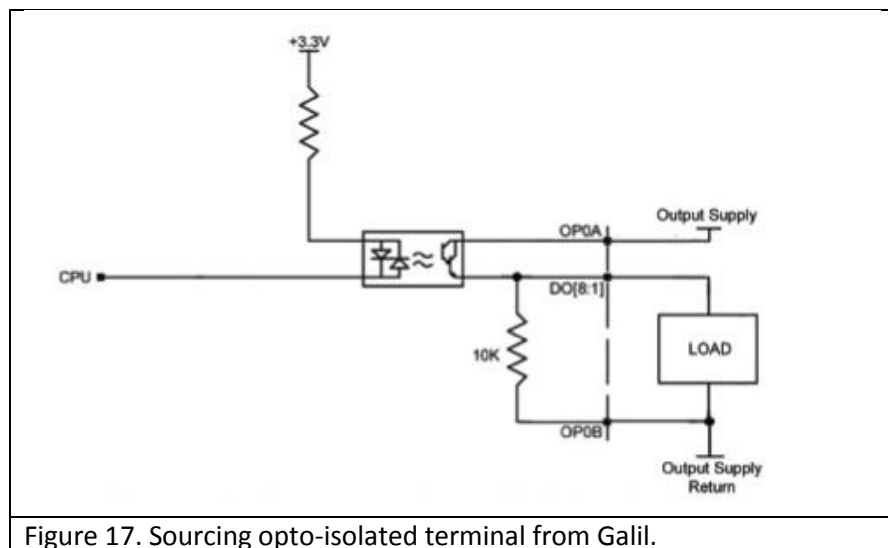 +3.3V
OP0A
Output Supply
CPU
DO[8:1]
LOAD
10K
OP0B
Output Supply
Return
Figure 17. Sourcing opto-isolated terminal from Galil.